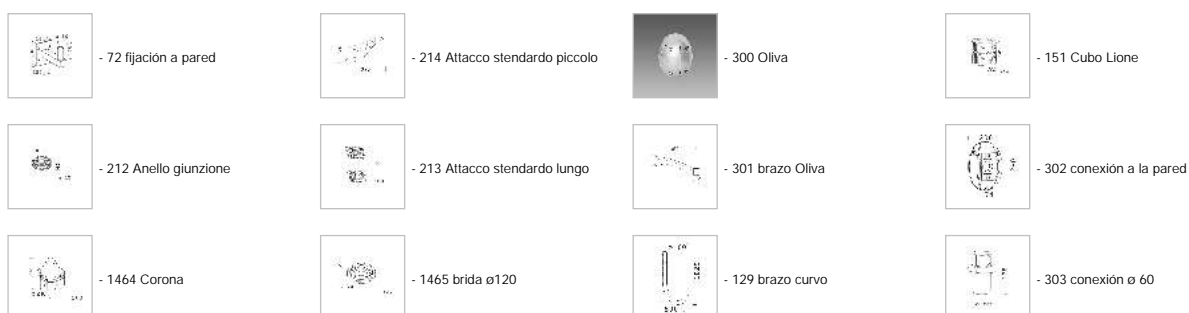 - 72 fijación a pared
- 214 Attacco stendardo piccolo
- 300 Oliva
- 151 Cubo Lione
- 212 Anello giunzione
- 213 Attacco stendardo lungo
- 301 brazo Oliva
- 302 conexión a la pared
- 1464 Corona
- 1465 brida ø120
- 129 brazo curvo
- 303 conexión ø 60